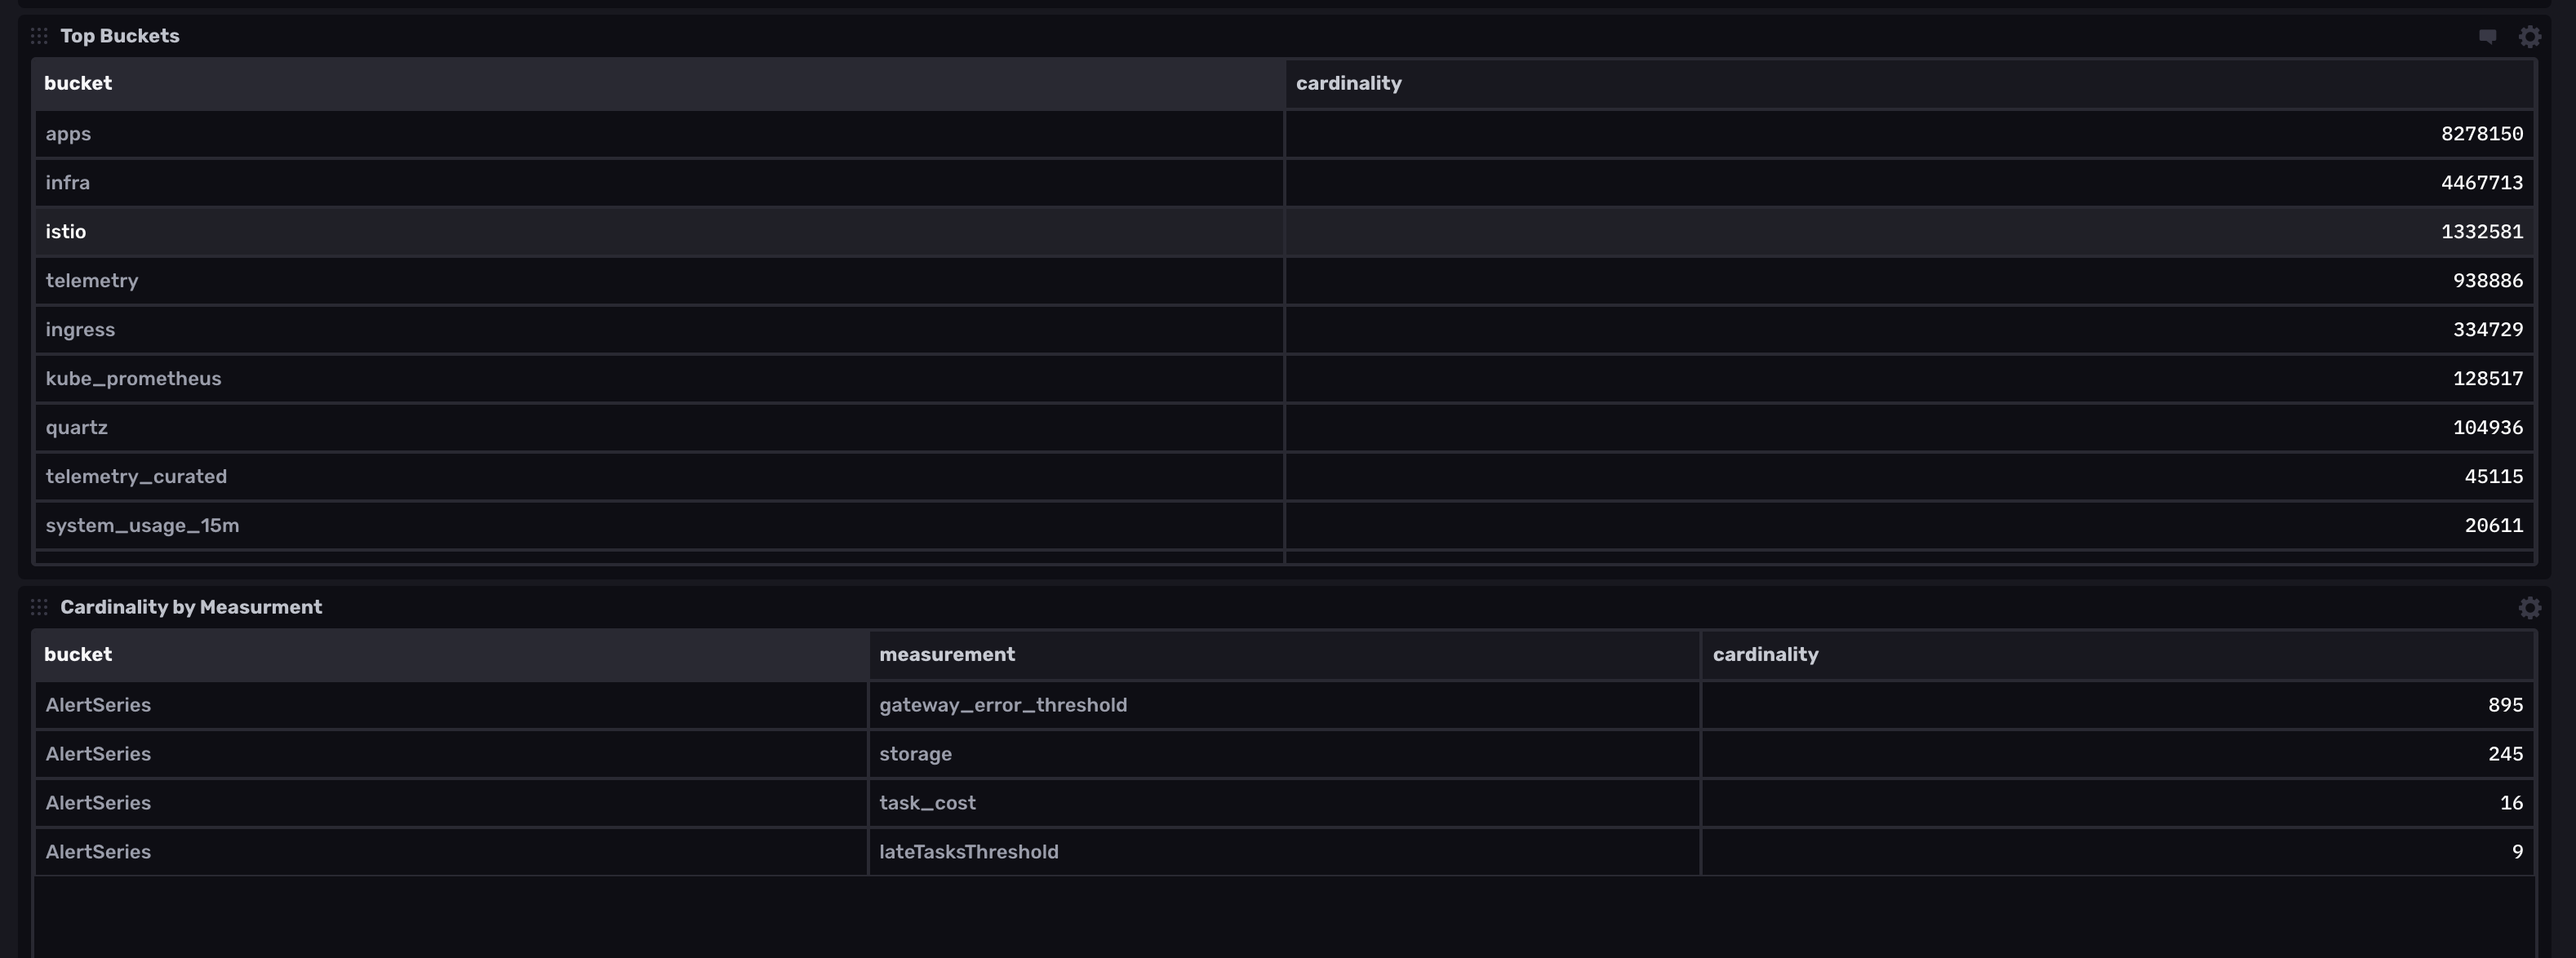 Top Buckets
bucket cardinality
apps 8278150
infra 4467713
istio 1332581
telemetry 938886
ingress 334729
kube_prometheus 128517
quartz 104936
telemetry_curated 45115
system_usage_15m 20611
Cardinality by Measurment
bucket measurement cardinality
AlertSeries gateway_error_threshold 895
AlertSeries storage 245
AlertSeries task_cost 16
AlertSeries lateTasksThreshold 9